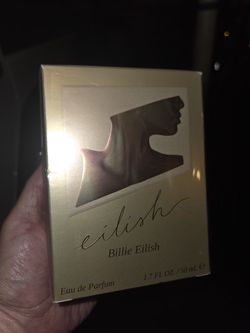 eilish
Billie Eilish
Eau de Parfum
1.7 FL. OZ. / 50 mL ℮